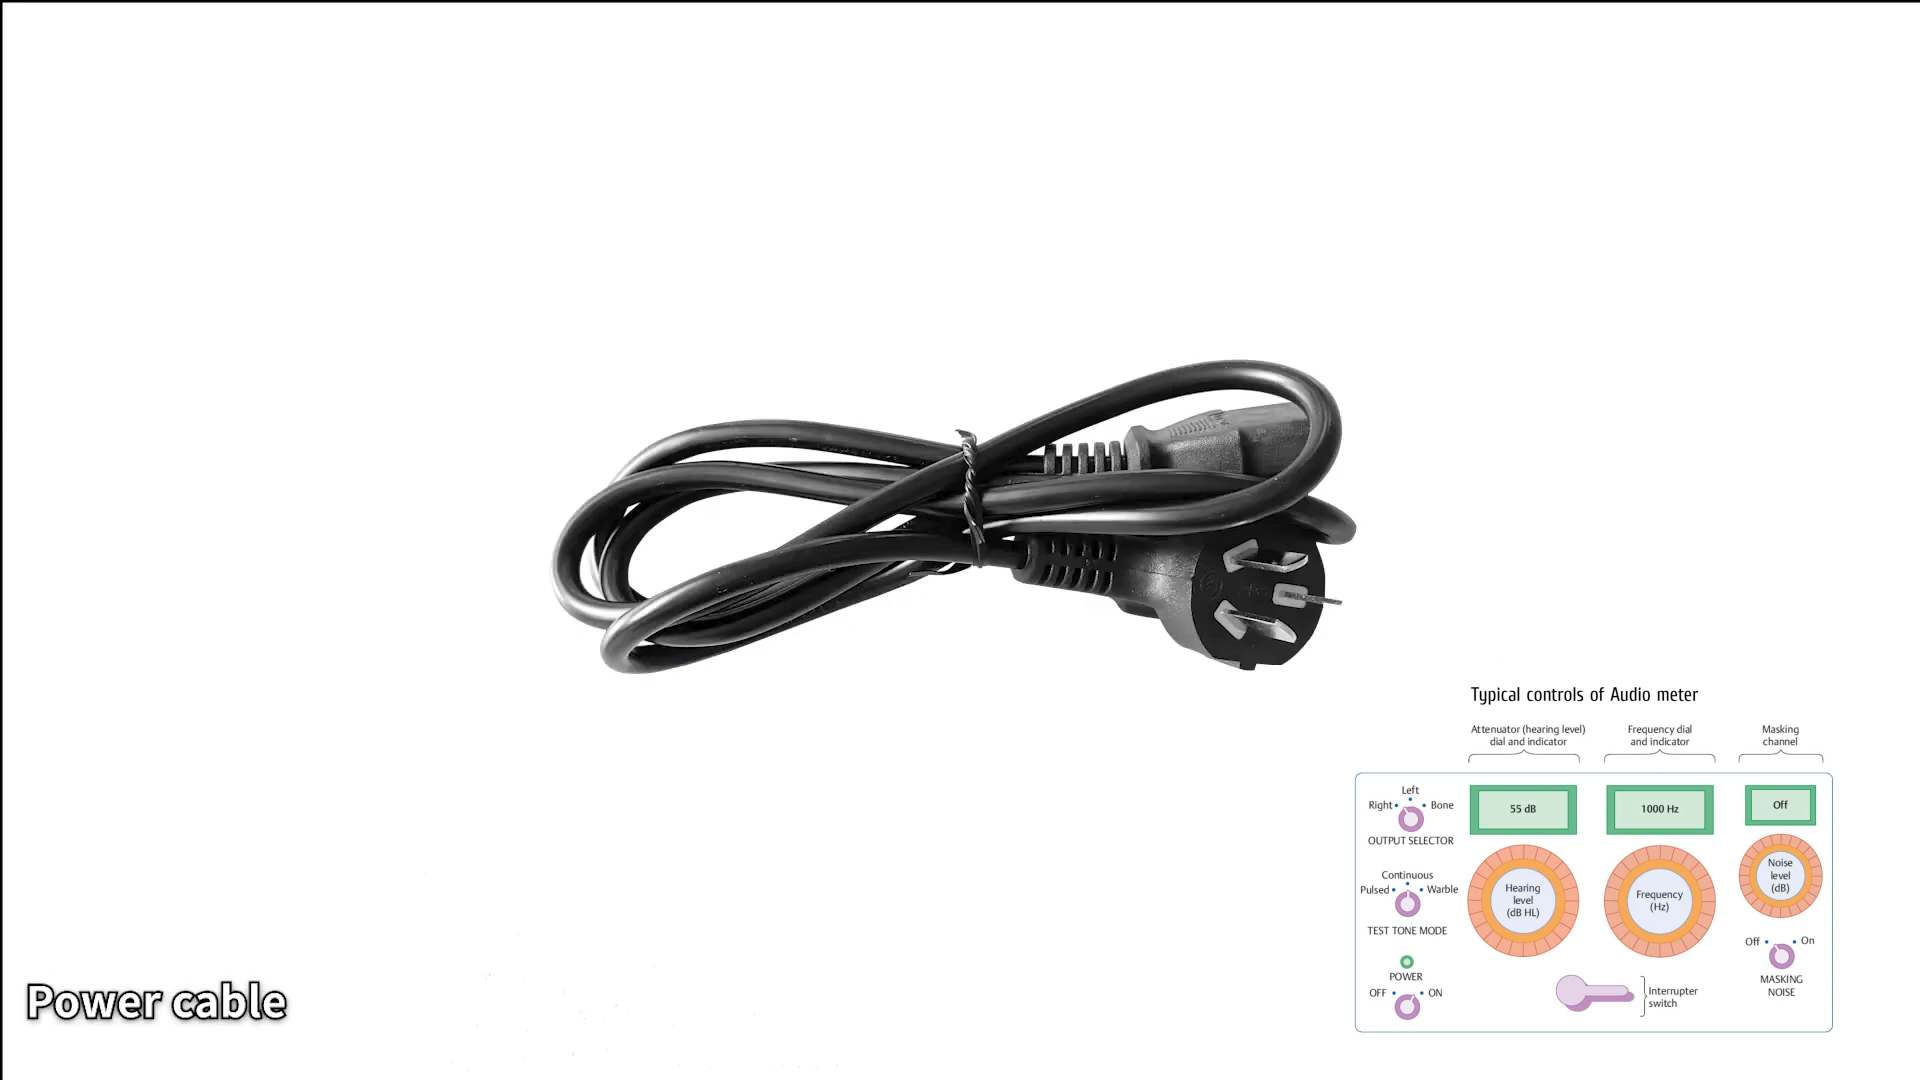 Typical controls of Audio meter
Attenuator (hearing level)
dial and indicator
Frequency dial
and indicator
Masking
channel
Left
Right
Bone
OUTPUT SELECTOR
55 dB
1000 Hz
Off
Continuous
Pulsed
Warble
TEST TONE MODE
Hearing
level
(dB HL)
Frequency
(Hz)
Noise
level
(dB)
POWER
OFF
ON
Interrupter
switch
Off
On
MASKING
NOISE
Power cable